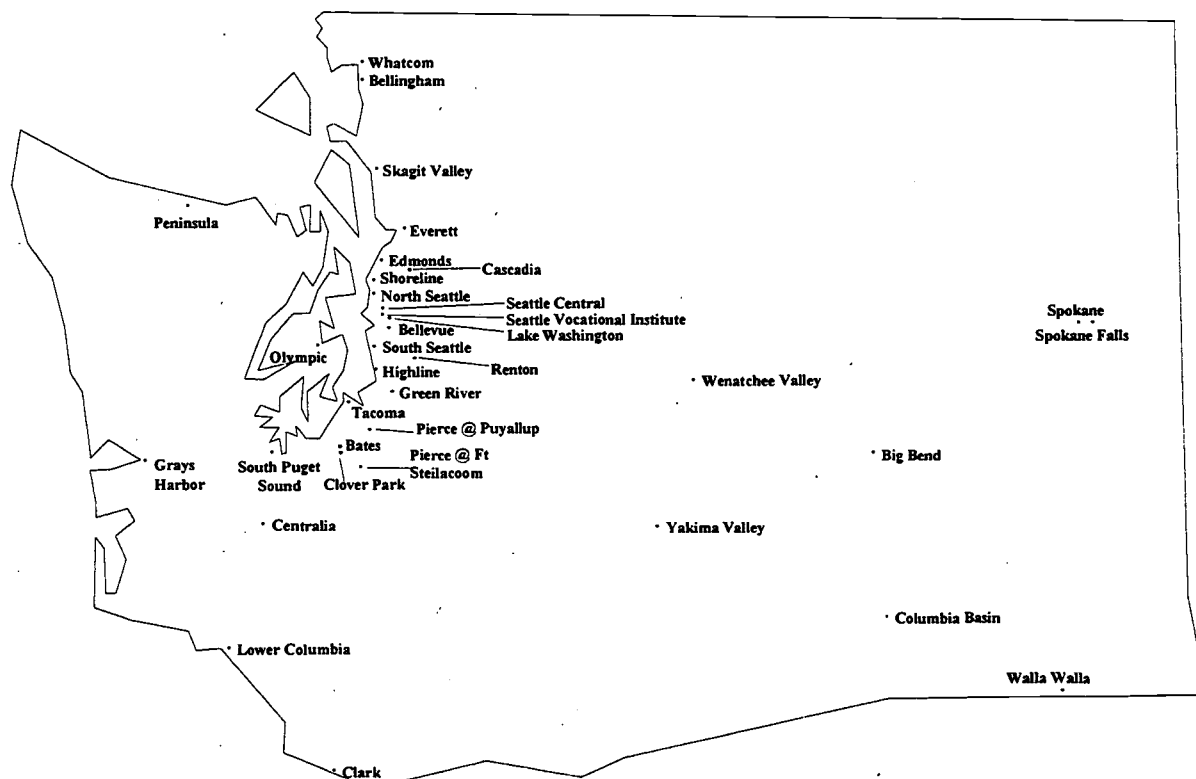 Whatcom
Bellingham
Skagit Valley
Peninsula
Everett
Edmonds
Cascadia
Shoreline
North Seattle
Seattle Central
Seattle Vocational Institute
Lake Washington
Bellevue
Spokane
Spokane Falls
South Seattle
Olympic
Renton
Highline
Wenatchee Valley
Green River
Tacoma
Pierce @ Puyallup
Bates
Big Bend
Pierce @ Ft
Steilacoom
Grays
Harbor
South Puget
Sound
Clover Park
Centralia
Yakima Valley
Columbia Basin
Lower Columbia
Walla Walla
Clark